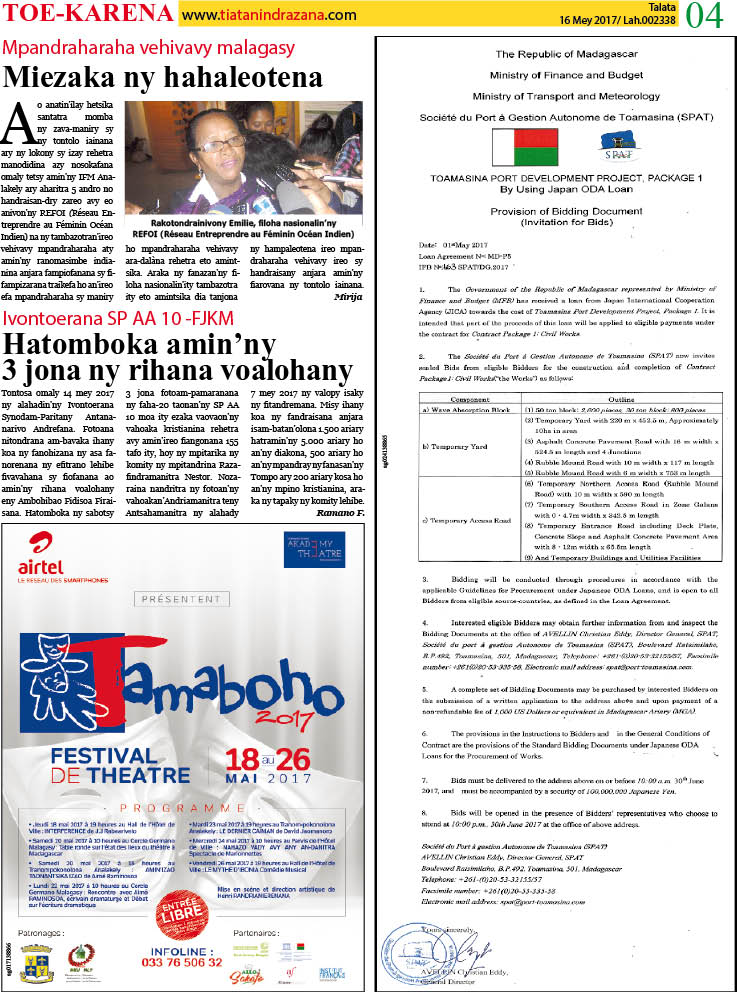 TOE-KARENA
www.tiatanindrazana.com
Talata
16 Mey 2017/ Lah.002338
04
Mpandraharaha vehivavy malagasy
Miezaka ny hahaleotena
Ao anatin'ilay hetsika
santatra momba
ny zava-maniry sy
ny tontolo iainana
ary ny lokony sy izay rehetra
manodidina azy nosokafana
omaly tetsy amin'ny IFM Ana-
lakely ary aharitra 5 andro no
handraisan-dry zareo avy eo
anivon'ny REFOI (Réseau En-
treprendre au Féminin Océan
Indien) na ny tambazotran'ireo
vehivavy mpandraharaha aty
amin'ny ranomasimbe india-
nina anjara fampiofanana sy fi-
fampizarana traikefa ho an'ireo
efa mpandraharaha sy maniry
Rakotondrainivony Emilie, filoha nasionalin'ny
REFOI (Réseau Entreprendre au Féminin Océan Indien)
ho mpandraharaha vehivavy
ara-dalàna rehetra eto amint-
sika. Araka ny fanazan'ny fi-
loha nasionalin'ity tambazotra
ity eto amintsika dia tanjona
ny hampaleotena ireo mpan-
draharaha vehivavy ireo sy
handraisany anjara amin'ny
fiarovana ny tontolo iainana.
Mirija
Ivontoerana SP AA 10 -FJKM
Hatomboka amin'ny
3 jona ny rihana voalohany
Tontosa omaly 14 mey 2017
ny alahadin'ny Ivontoerana
Synodam-Paritany Antana-
narivo Andrefana. Fotoana
nitondrana am-bavaka ihany
koa ny fanohizana ny asa fa-
norenana ny efitrano lehibe
fivavahana sy fiofanana ao
amin'ny rihana voalohany
eny Ambohibao Fidisoa Firai-
sana. Hatomboka ny sabotsy
3 jona fotoam-pamaranana
ny faha-20 taonan'ny SP AA
10 moa ity ezaka vaovaon'ny
vahoaka kristianina rehetra
avy amin'ireo fiangonana 155
tafo ity, hoy ny mpitarika ny
komity ny mpitandrina Raza-
findramanitra Nestor. Noza-
raina nandritra ny fotoan'ny
vahoakan'Andriamanitra teny
Antsahamanitra ny alahady
7 mey 2017 ny valopy isaky
ny fitandremana. Misy ihany
koa ny fandraisana anjara
isam-batan'olona 1.500 ariary
hatramin'ny 5.000 ariary ho
an'ny diakona, 500 ariary ho
an'ny mpandray ny fanasan'ny
Tompo ary 200 ariary kosa ho
an'ny mpino kristianina, ara-
ka ny tapaky ny komity lehibe.
Ramano F.
airtel
LE RESEAU DES SMARTPHONES
AKADEMY
THEATRE
PRÉSENTENT
Tamaboho
2017
FESTIVAL
DE THEATRE
18 au 26
MAI 2017
PROGRAMME
• Jeudi 18 mai 2017 à 19 heures au Hall de l'Hôtel de
Ville : INTERFERENCE de J.J Rabearivelo
• Samedi 20 mai 2017 à 10 heures au Cercle Germano
Malagasy : Table ronde sur l'état des lieux du théâtre à
Madagascar
• Samedi 20 mai 2017 à 15 heures au
Tranompokonolona Analakely : AMIN'IZAO
TAONAN'TSIKA IZAO de Aimé Raminosoa
• Lundi 22 mai 2017 à 10 heures au Cercle
Germano Malagasy : Rencontre avec Aimé
RAMINOSOA, écrivain dramaturge et Débat
sur l'écriture dramatique
• Mardi 23 mai 2017 à 19 heures au Tranom-pokonolona
Analakely : LE DERNIER CAIMAN de David Jaomanoro
• Mercredi 24 mai 2017 à 10 heures au Parvis de l'Hôtel
de Ville :
Spectacle de Marionnettes
• Vendredi 26 mai 2017 à 19 heures au Hall de l'Hôtel de
Ville : LE MYTHE D'IBONIA Comédie Musical
Mise en scène et direction artistique de
Henri RANDRIANIERENANA
ENTRÉE
LIBRE
Patronages :
INFOLINE :
033 76 506 32
Partenaires :
INSTITUT
FRANÇAIS
ag017138866
ag024138865
The Republic of Madagascar
Ministry of Finance and Budget
Ministry of Transport and Meteorology
Société du Port à Gestion Autonome de Toamasina (SPAT)
SPAT
TOAMASINA PORT DEVELOPMENT PROJECT, PACKAGE 1
By Using Japan ODA Loan
Provision of Bidding Document
(Invitation for Bids)
Date: 01st May 2017
Loan Agreement N° MD-P5
IFB N° 163 SPAT/DG.2017
1. The Government of the Republic of Madagascar represented by Ministry of
Finance and Budget (MFB) has received a loan from Japan International Cooperation
Agency (JICA) towards the cost of Toamasina Port Development Project, Package 1. It is
intended that part of the proceeds of this loan will be applied to eligible payments under
the contract for Contract Package 1: Civil Works.
2. The Société du Port à Gestion Autonome de Toamasina (SPAT) now invites
sealed Bids from eligible Bidders for the construction and completion of Contract
Package1: Civil Works("the Works") as follows:
Component Outline
a) Wave Absorption Block (1) 50 ton block: 2,600 pieces, 30 ton block: 600 pieces
b) Temporary Yard (2) Temporary Yard with 220 m x 452.5 m, Approximately
10ha in area
(3) Asphalt Concrete Pavement Road with 16 m width x
524.5 m length and 4 Junctions
(4) Rubble Mound Road with 10 m width x 117 m length
(5) Rubble Mound Road with 6 m width x 753 m length
c) Temporary Access Road (6) Temporary Northern Access Road (Rubble Mound
Road) with 10 m width x 590 m length
(7) Temporary Southern Access Road in Zone Galana
with 6 - 4.7m width x 342.5 m length
(8) Temporary Entrance Road including Deck Plate,
Concrete Slope and Asphalt Concrete Pavement Area
with 8 - 12m width x 65.6m length
(9) And Temporary Buildings and Utilities Facilities
3. Bidding will be conducted through procedures in accordance with the
applicable Guidelines for Procurement under Japanese ODA Loans, and is open to all
Bidders from eligible source-countries, as defined in the Loan Agreement.
4. Interested eligible Bidders may obtain further information from and inspect the
Bidding Documents at the office of AVELLIN Christian Eddy, Director General, SPAT,
Société du port à gestion Autonome de Toamasina (SPAT), Boulevard Ratsimilaho,
B.P.492, Toamasina, 501, Madagascar, Telephone: +261-(0)20-53-32155/57, Facsimile
number: +261(0)20-53-335-58, Electronic mail address: spat@port-toamasina.com.
5. A complete set of Bidding Documents may be purchased by interested Bidders on
the submission of a written application to the address above and upon payment of a
non-refundable fee of 1,000 US Dollars or equivalent in Madagascar Ariary (MGA).
6. The provisions in the Instructions to Bidders and in the General Conditions of
Contract are the provisions of the Standard Bidding Documents under Japanese ODA
Loans for the Procurement of Works.
7. Bids must be delivered to the address above on or before 10:00 a.m. 30th June
2017, and must be accompanied by a security of 100,000,000 Japanese Yen.
8. Bids will be opened in the presence of Bidders' representatives who choose to
attend at 10:00 p.m., 30th June 2017 at the office of above address.
Société du Port à gestion Autonome de Toamasina (SPAT)
AVELLIN Christian Eddy, Director General, SPAT
Boulevard Rassimilaho, B.P.492, Toamasina, 501, Madagascar
Telephone: +261-(0)20-53-32155/57
Facsimile number: +261(0)20-53-335-58
Electronic mail address: spat@port-toamasina.com
Yours sincerely,
AVELLIN Christian Eddy,
General Director